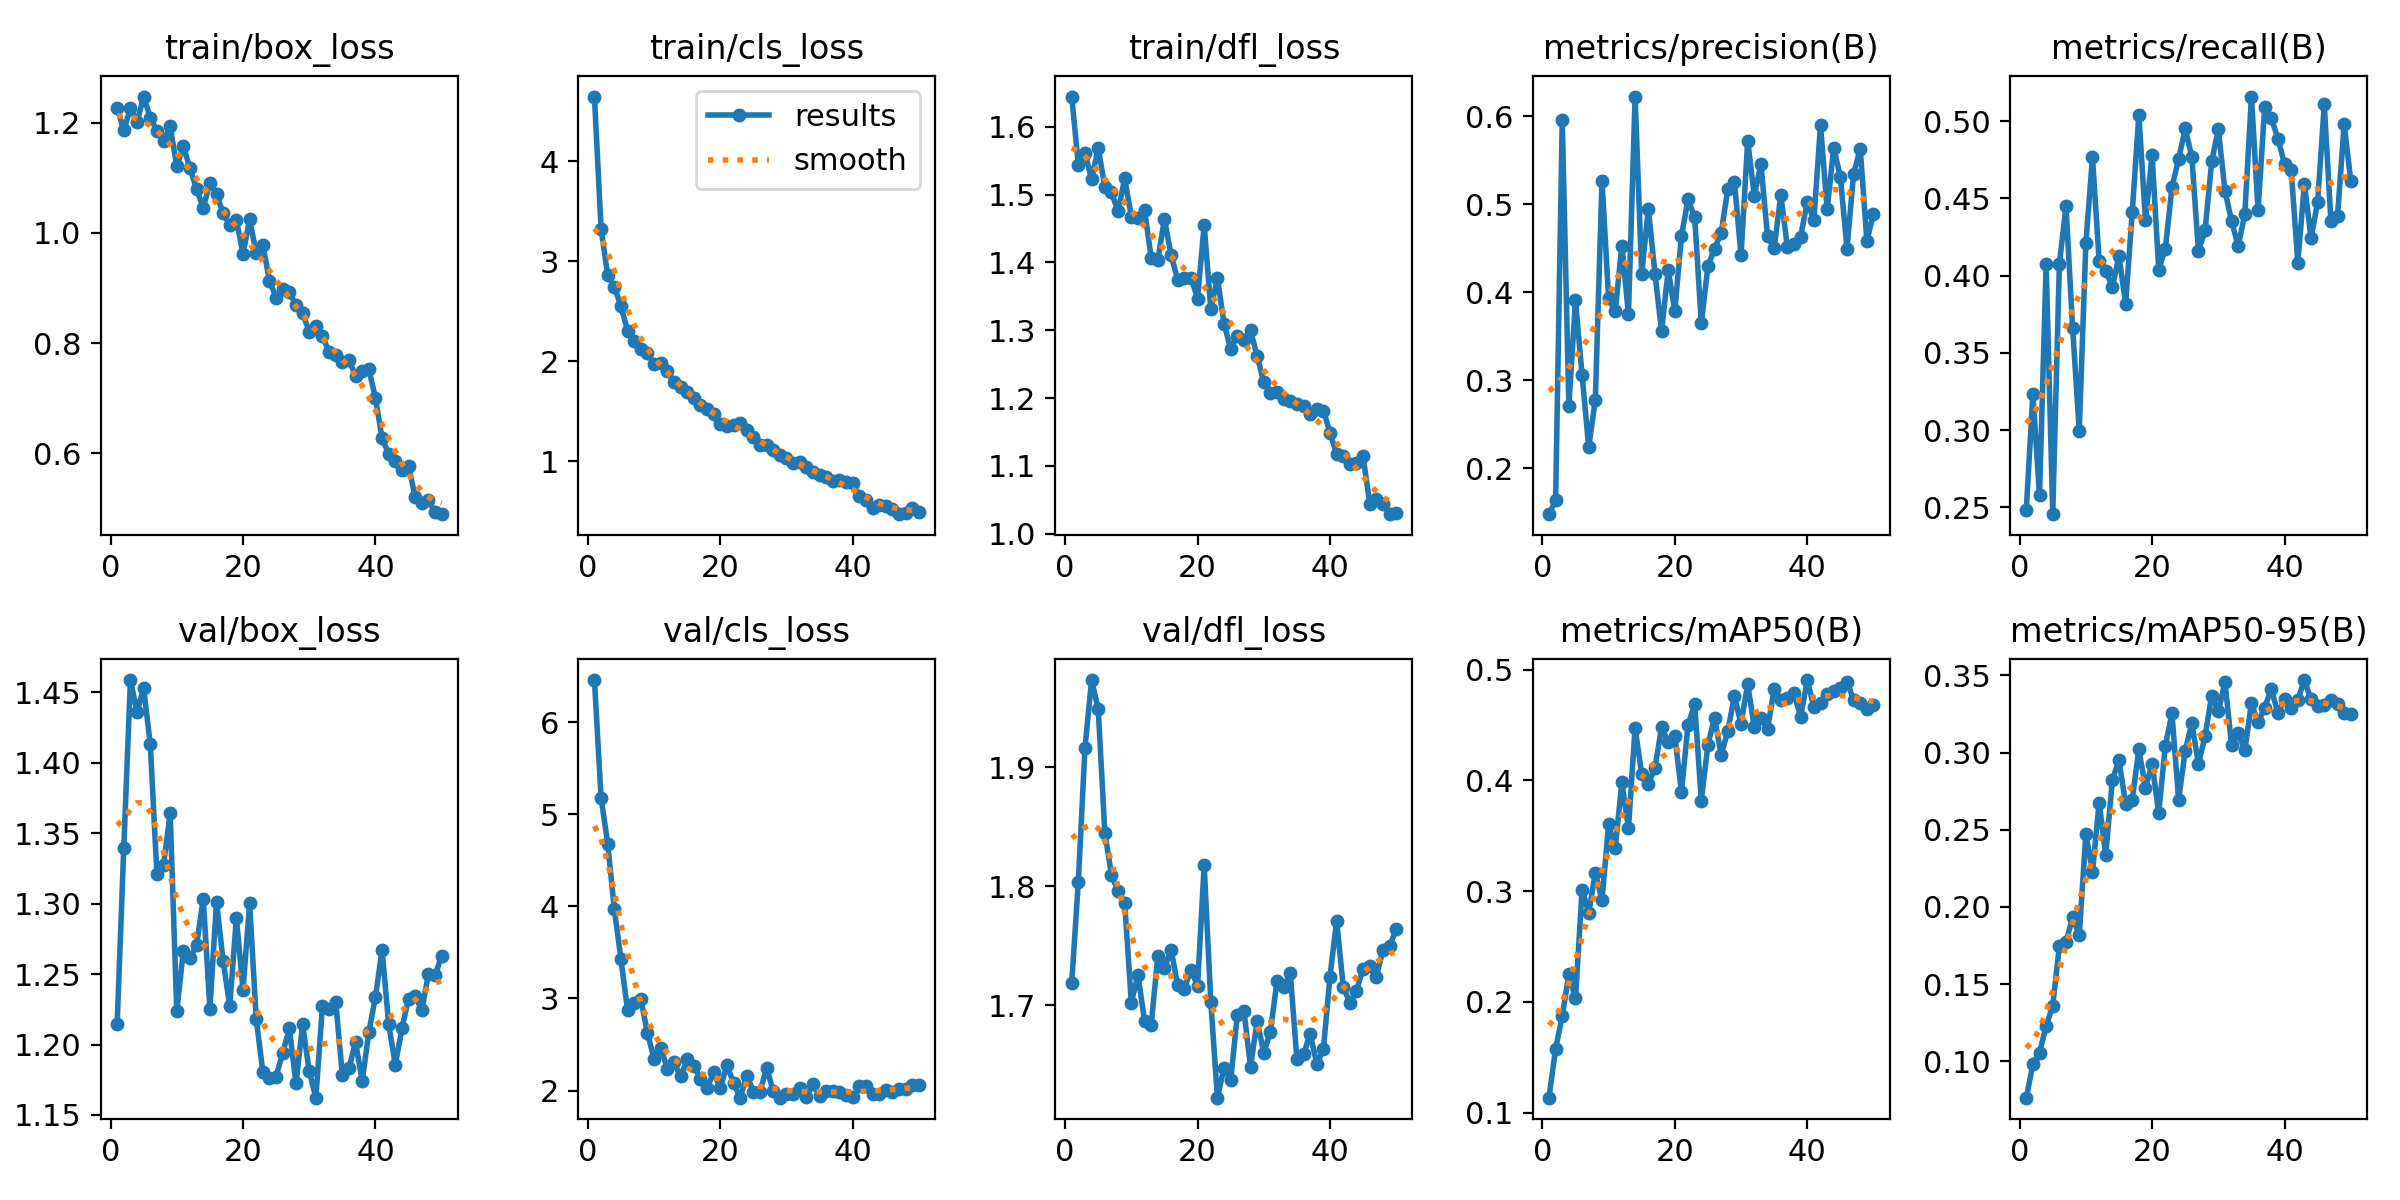 train/box_loss
1.2
1.0
0.8
0.6
0 20 40
train/cls_loss
results
smooth
4
3
2
1
0 20 40
train/dfl_loss
1.6
1.5
1.4
1.3
1.2
1.1
1.0
0 20 40
metrics/precision(B)
0.6
0.5
0.4
0.3
0.2
0 20 40
metrics/recall(B)
0.50
0.45
0.40
0.35
0.30
0.25
0 20 40
val/box_loss
1.45
1.40
1.35
1.30
1.25
1.20
1.15
0 20 40
val/cls_loss
6
5
4
3
2
0 20 40
val/dfl_loss
1.9
1.8
1.7
0 20 40
metrics/mAP50(B)
0.5
0.4
0.3
0.2
0.1
0 20 40
metrics/mAP50-95(B)
0.35
0.30
0.25
0.20
0.15
0.10
0 20 40